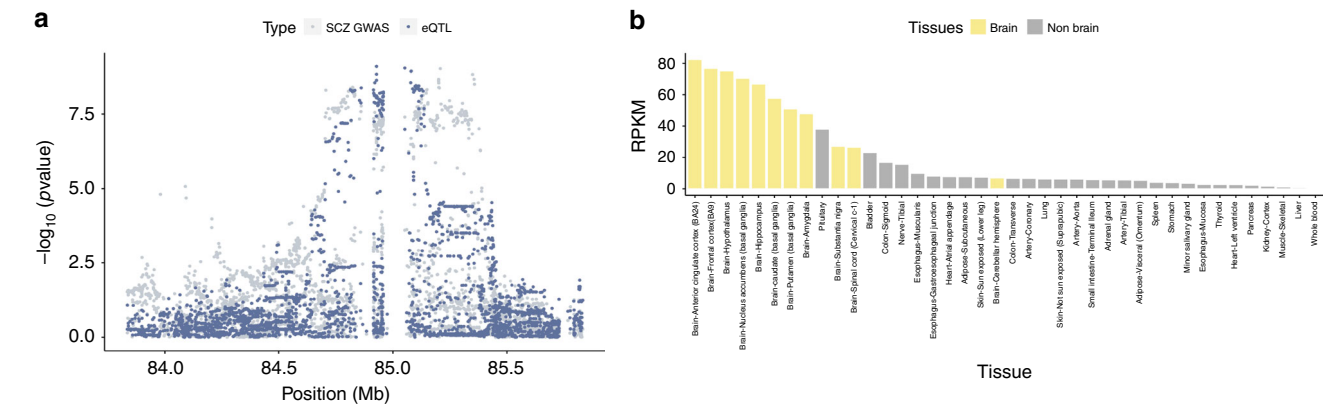 a
Type SCZ GWAS eQTL
7.5
5.0
2.5
0.0
–log10 (pvalue)
84.0 84.5 85.0 85.5
Position (Mb)
b
Tissues Brain Non brain
80
60
40
20
0
RPKM
Brain-Anterior cingulate cortex (BA24)
Brain-Frontal cortex(BA9)
Brain-Hypothalamus
Brain-Nucleus accumbens (basal ganglia)
Brain-Hippocampus
Brain-caudate (basal ganglia)
Brain-Putamen (basal ganglia)
Brain-Amygdala
Pituitary
Brain-Substantia nigra
Brain-Spinal cord (Cervical c-1)
Bladder
Colon-Sigmoid
Nerve-Tibial
Esophagus-Muscularis
Esophagus-Gastroesophageal junction
Heart-Atrial appendage
Adipose-Subcutaneous
Skin-Sun exposed (Lower leg)
Brain-Cerebellar hemisphere
Colon-Transverse
Artery-Coronary
Lung
Skin-Not sun exposed (Suprapubic)
Artery-Aorta
Small intestine-Terminal Ileum
Adrenal gland
Artery-Tibial
Adipose-Visceral (Omentum)
Spleen
Stomach
Minor salivary gland
Esophagus-Mucosa
Thyroid
Heart-Left ventricle
Pancreas
Kidney-Cortex
Muscle-Skeletal
Liver
Whole blood
Tissue